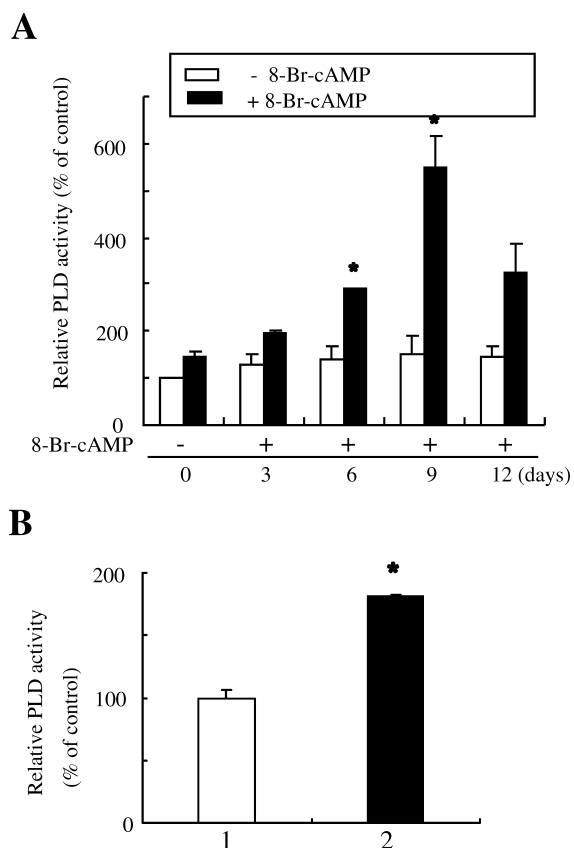 A
- 8-Br-cAMP
+ 8-Br-cAMP
Relative PLD activity (% of control)
600
400
200
0
*
*
8-Br-cAMP - + + + +
0 3 6 9 12 (days)
B
Relative PLD activity
(% of control)
200
100
0
*
1 2